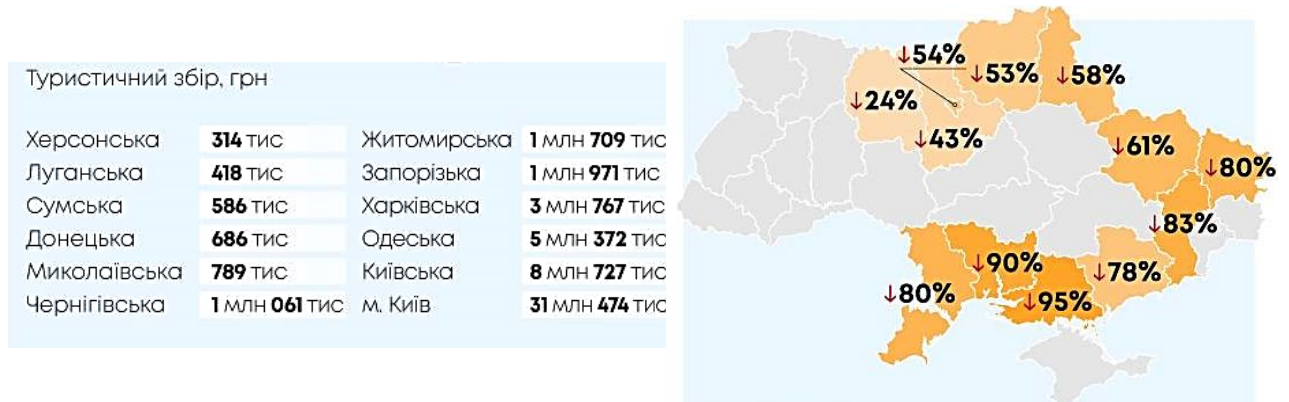 Туристичний збір, грн
Херсонська 314 тис Житомирська 1 млн 709 тис
Луганська 418 тис Запорізька 1 млн 971 тис
Сумська 586 тис Харківська 3 млн 767 тис
Донецька 686 тис Одеська 5 млн 372 тис
Миколаївська 789 тис Київська 8 млн 727 тис
Чернігівська 1 млн 061 тис м. Київ 31 млн 474 тис
↓54%
↓53% ↓58%
↓24%
↓43% ↓61%
↓80%
↓83%
↓90% ↓78%
↓80% ↓95%